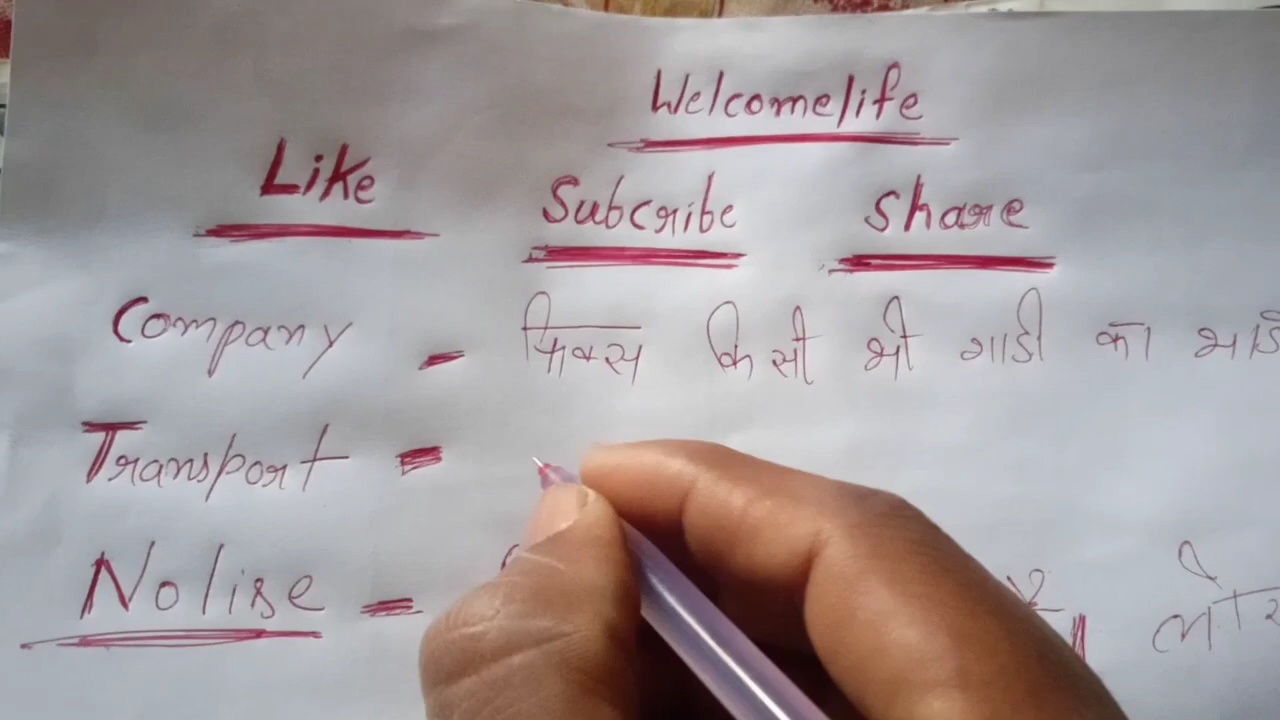 Welcomelife
Like Subcribe Share
Company = फिक्स किसी भी गाडी का
Transport =
Nolise =